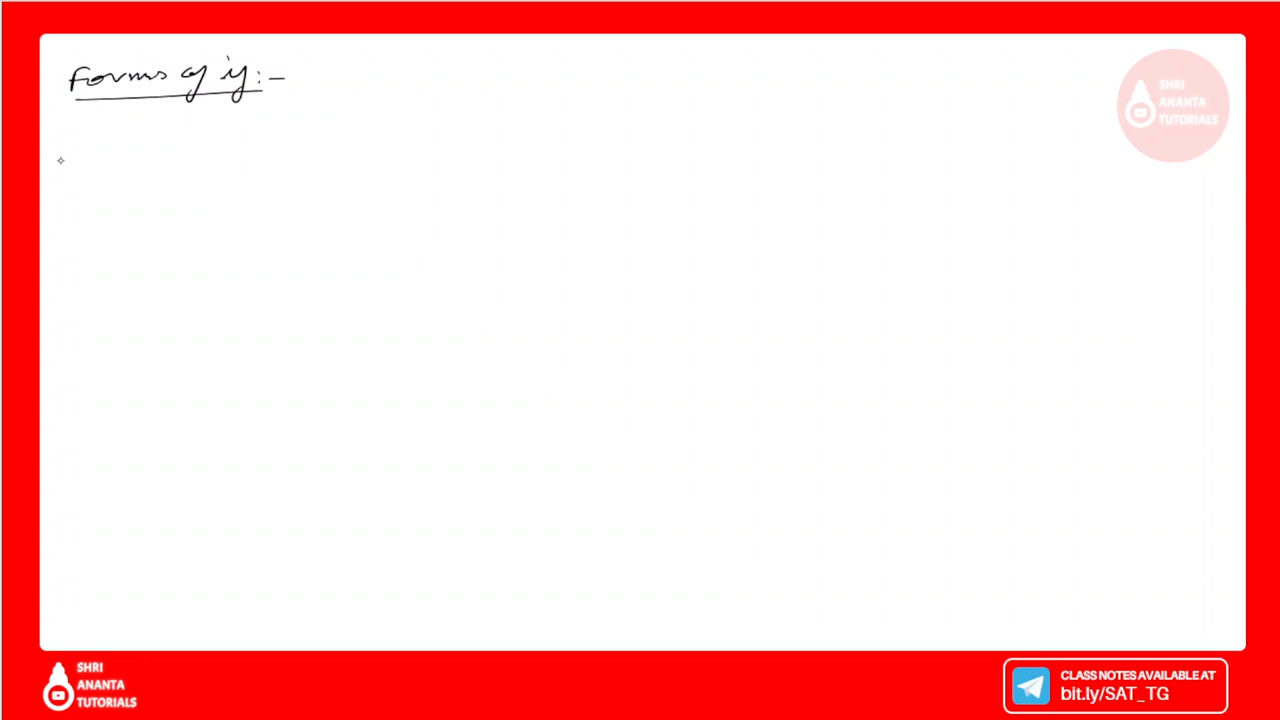 Forms of if :-
SHRI
ANANTA
TUTORIALS
SHRI
ANANTA
TUTORIALS
CLASS NOTES AVAILABLE AT
bit.ly/SAT_TG